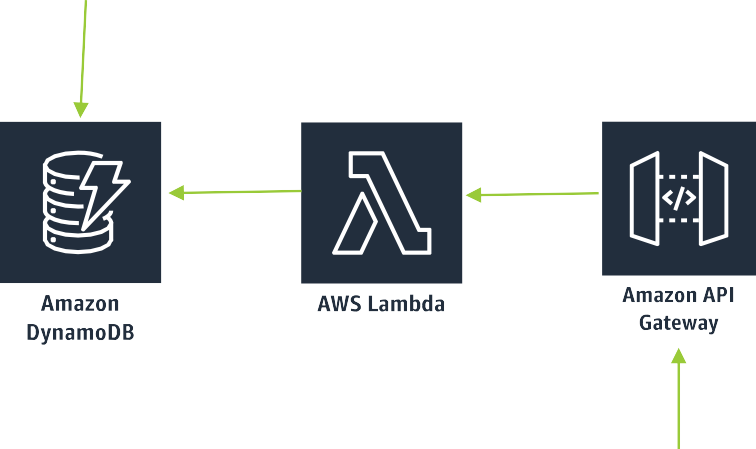 Amazon
DynamoDB
AWS Lambda
</>
Amazon API
Gateway